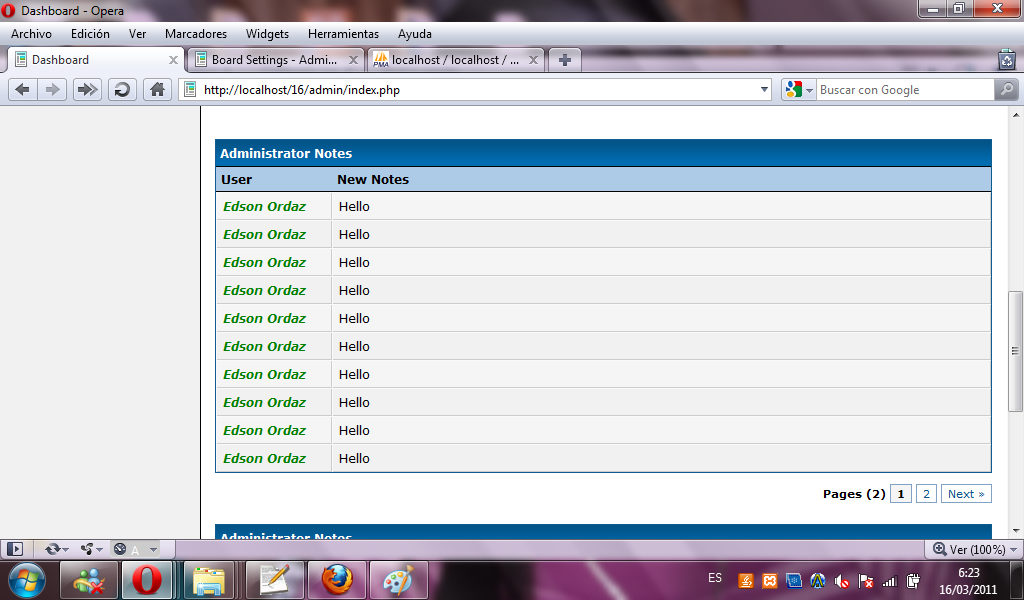 Dashboard - Opera
Archivo Edición Ver Marcadores Widgets Herramientas Ayuda
Dashboard Board Settings - Admi... PMA localhost / localhost / ...
http://localhost/16/admin/index.php Buscar con Google
Administrator Notes
User New Notes
Edson Ordaz Hello
Edson Ordaz Hello
Edson Ordaz Hello
Edson Ordaz Hello
Edson Ordaz Hello
Edson Ordaz Hello
Edson Ordaz Hello
Edson Ordaz Hello
Edson Ordaz Hello
Edson Ordaz Hello
Pages (2) 1 2 Next »
Administrator Notes
Ver (100%)
ES 6:23
16/03/2011